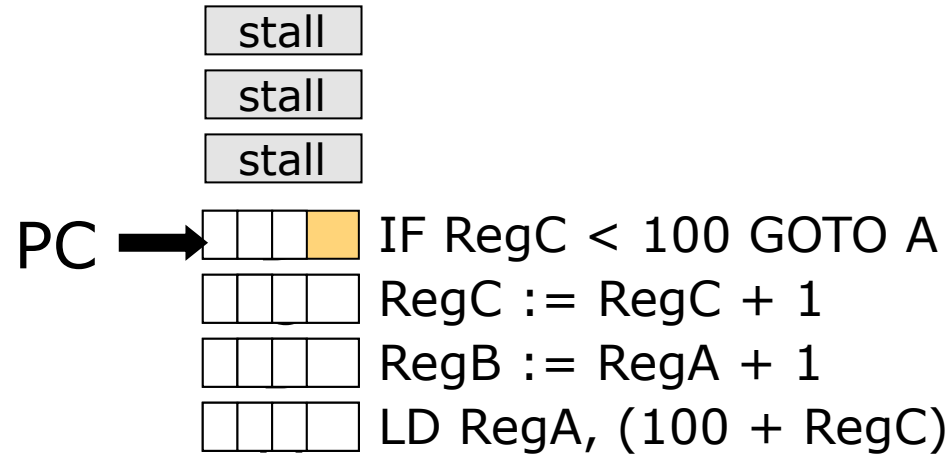 stall
stall
stall
PC IF RegC < 100 GOTO A
RegC := RegC + 1
RegB := RegA + 1
LD RegA, (100 + RegC)